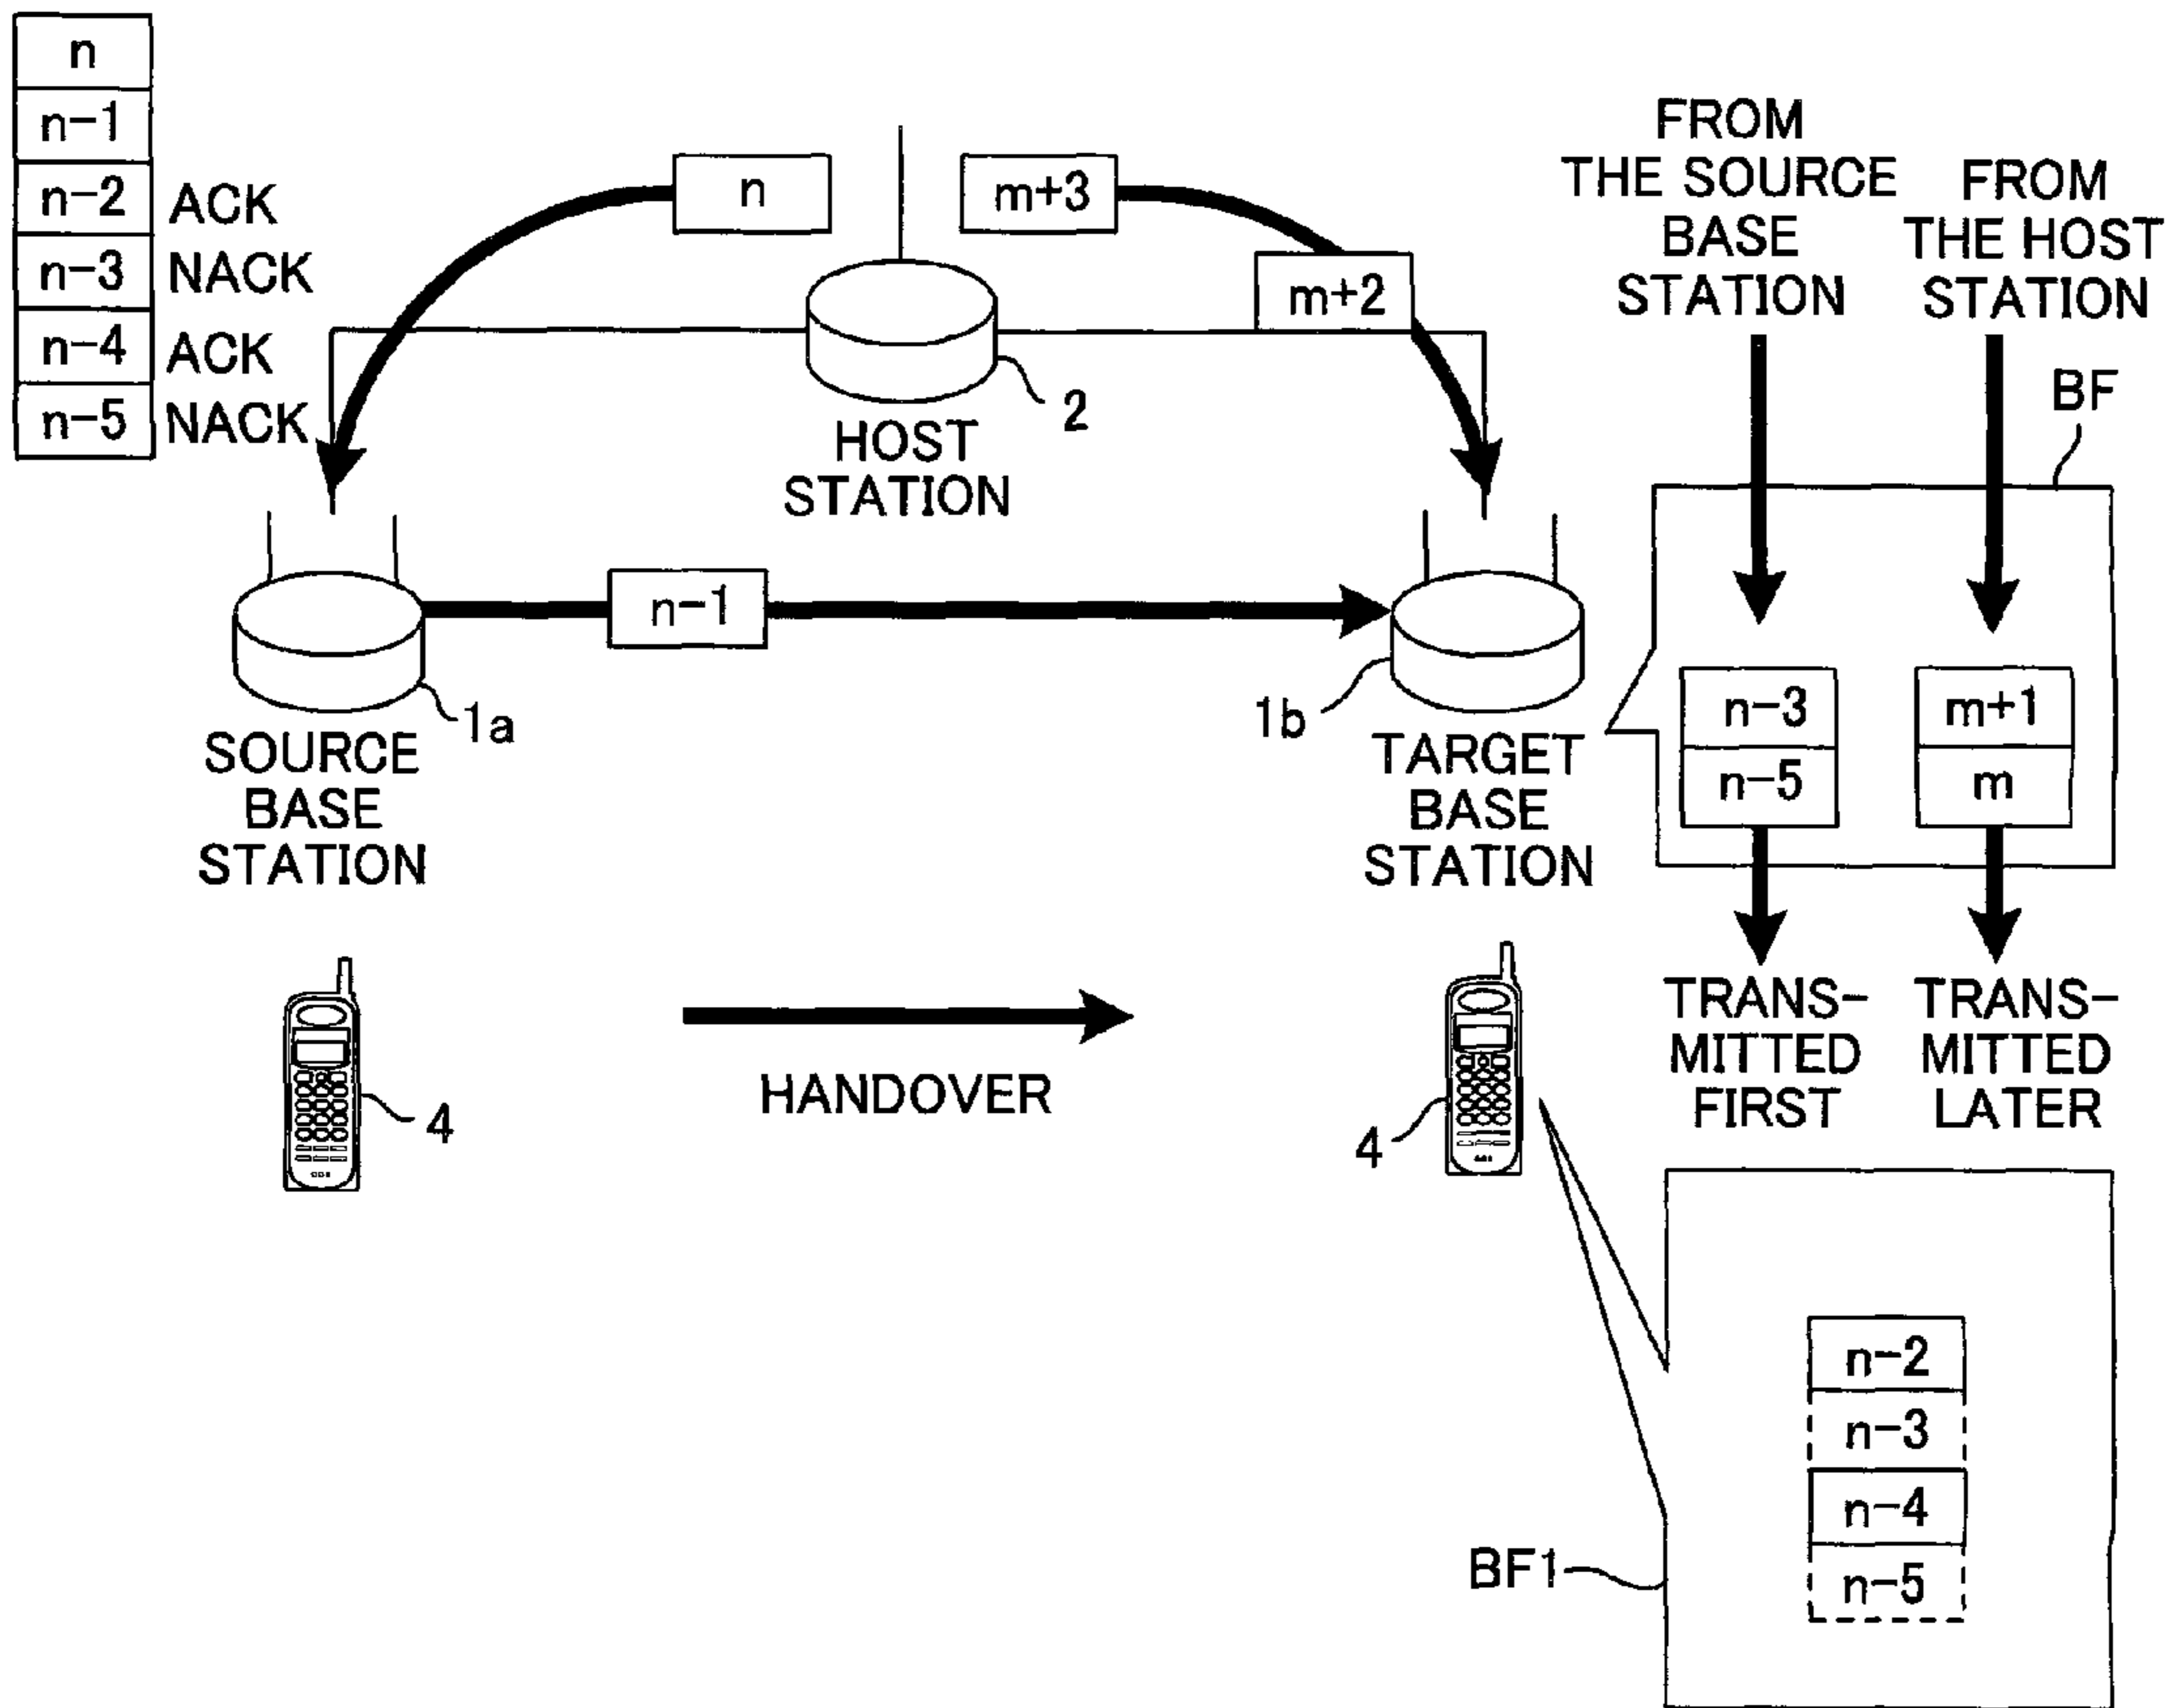 n
n-1
n-2 ACK
n-3 NACK
n-4 ACK
n-5 NACK
n
m+3
m+2
2
HOST
STATION
n-1
1a
SOURCE
BASE
STATION
1b
TARGET
BASE
STATION
FROM
THE SOURCE
BASE
STATION
FROM
THE HOST
STATION
BF
n-3
n-5
m+1
m
TRANS-
MITTED
FIRST
TRANS-
MITTED
LATER
4
HANDOVER
4
BF1
n-2
n-3
n-4
n-5